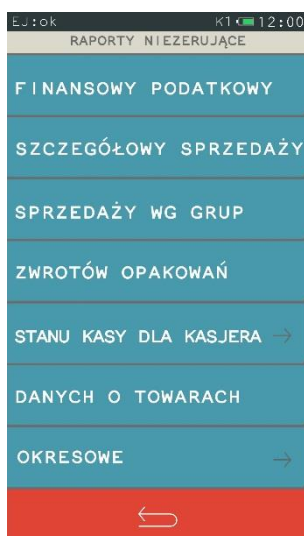 EJ:ok K1 12:00
RAPORTY NIEZERUJĄCE
FINANSOWY PODATKOWY
SZCZEGÓŁOWY SPRZEDAŻY
SPRZEDAŻY WG GRUP
ZWROTÓW OPAKOWAŃ
STANU KASY DLA KASJERA →
DANYCH O TOWARACH
OKRESOWE →